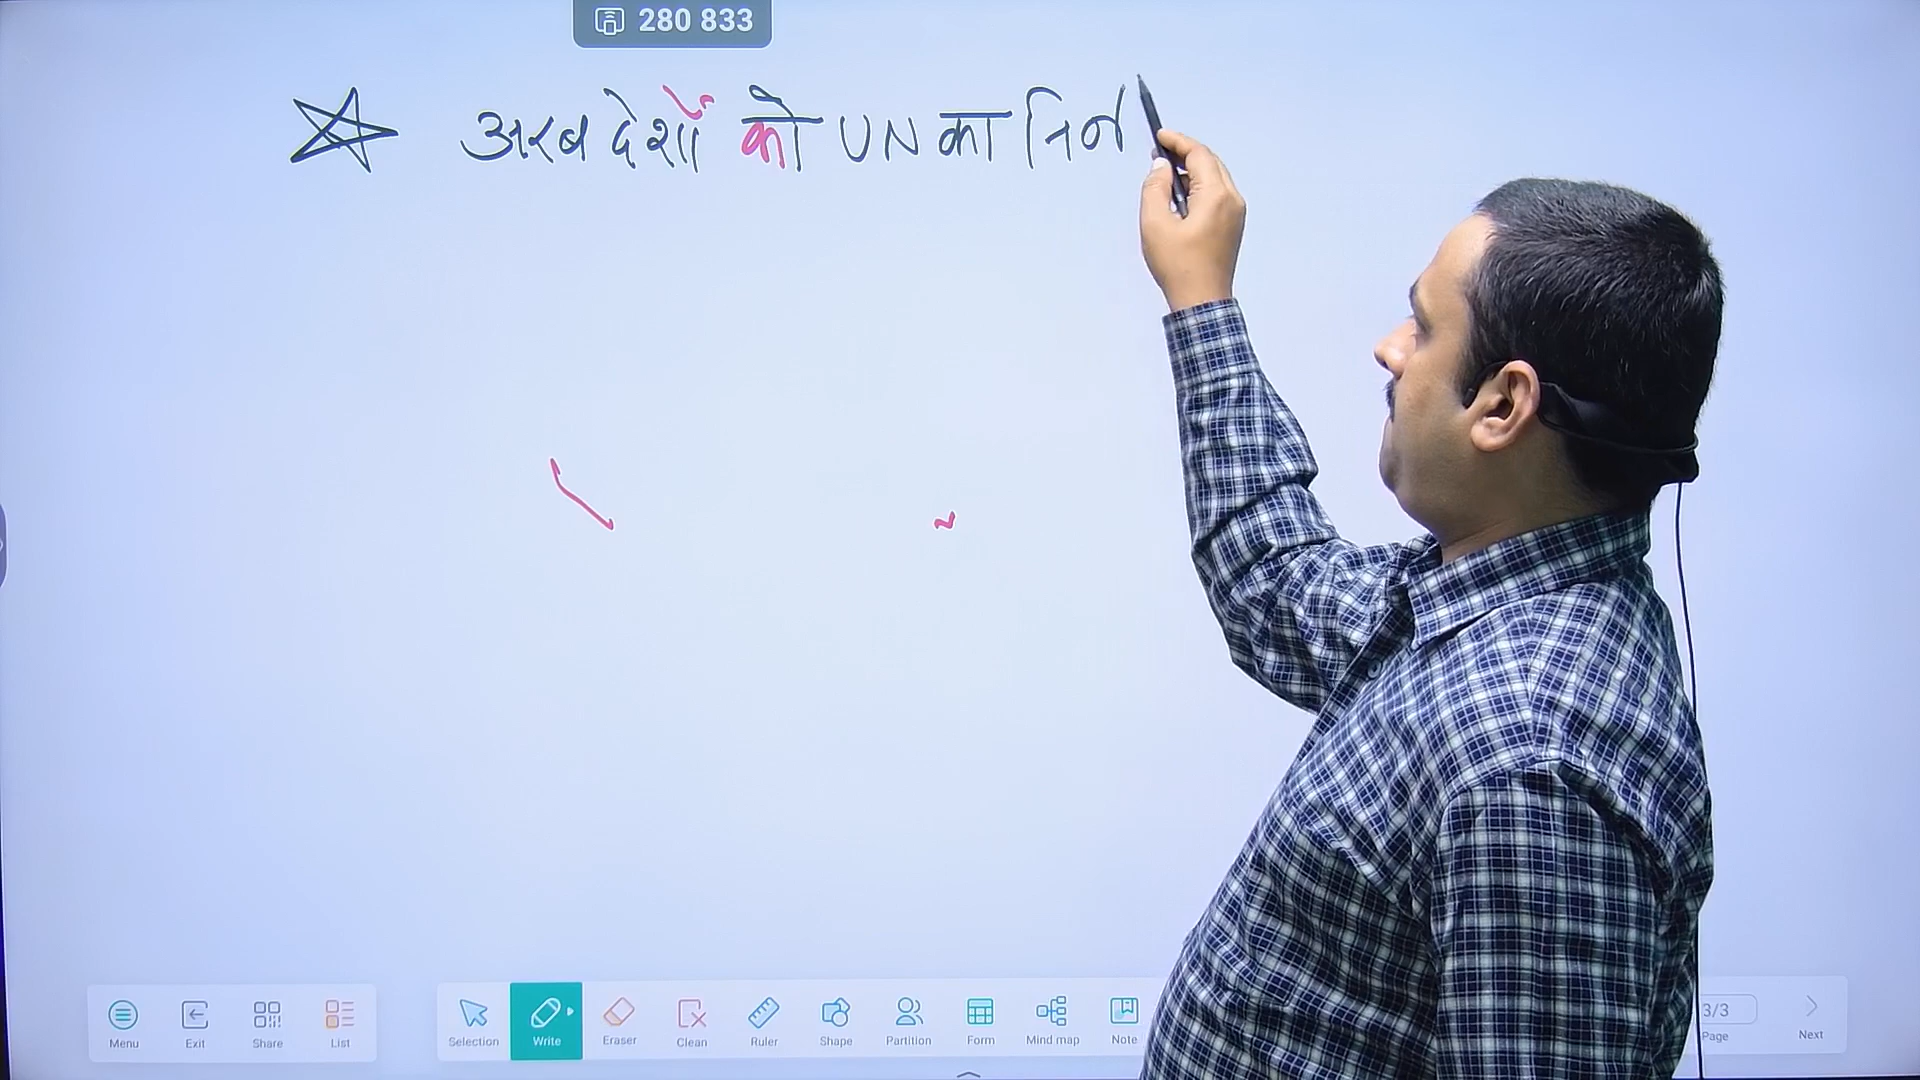 280 833
अरब देशों को UN का
Menu Exit Share List Selection Write Eraser Clean Ruler Shape Partition Form Mind map Note 3/3 Page Next